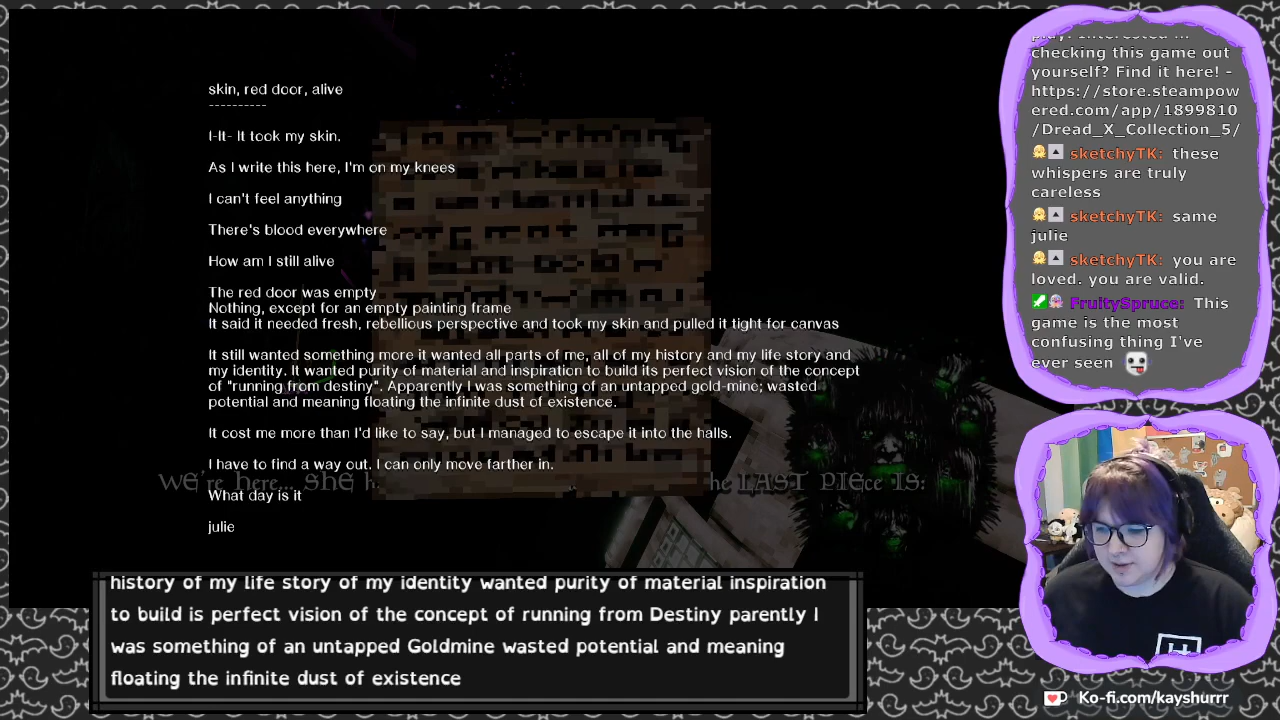 skin, red door, alive
----------
I-It- It took my skin.
As I write this here, I'm on my knees
I can't feel anything
There's blood everywhere
How am I still alive
The red door was empty
Nothing, except for an empty painting frame
It said it needed fresh, rebellious perspective and took my skin and pulled it tight for canvas
It still wanted something more it wanted all parts of me, all of my history and my life story and
my identity. It wanted purity of material and inspiration to build its perfect vision of the concept
of "running from destiny". Apparently I was something of an untapped gold-mine; wasted
potential and meaning floating the infinite dust of existence.
It cost me more than I'd like to say, but I managed to escape it into the halls.
I have to find a way out. I can only move farther in.
WE're here... SHE he LAST PIEce IS:
What day is it
julie
history of my life story of my identity wanted purity of material inspiration
to build is perfect vision of the concept of running from Destiny parently I
was something of an untapped Goldmine wasted potential and meaning
floating the infinite dust of existence
checking this game out
yourself? Find it here! -
https://store.steampow
ered.com/app/1899810
/Dread_X_Collection_5/
sketchyTK: these
whispers are truly
careless
sketchyTK: same
julie
sketchyTK: you are
loved. you are valid.
FruitySpruce: This
game is the most
confusing thing I've
ever seen
Ko-fi.com/kayshurrr